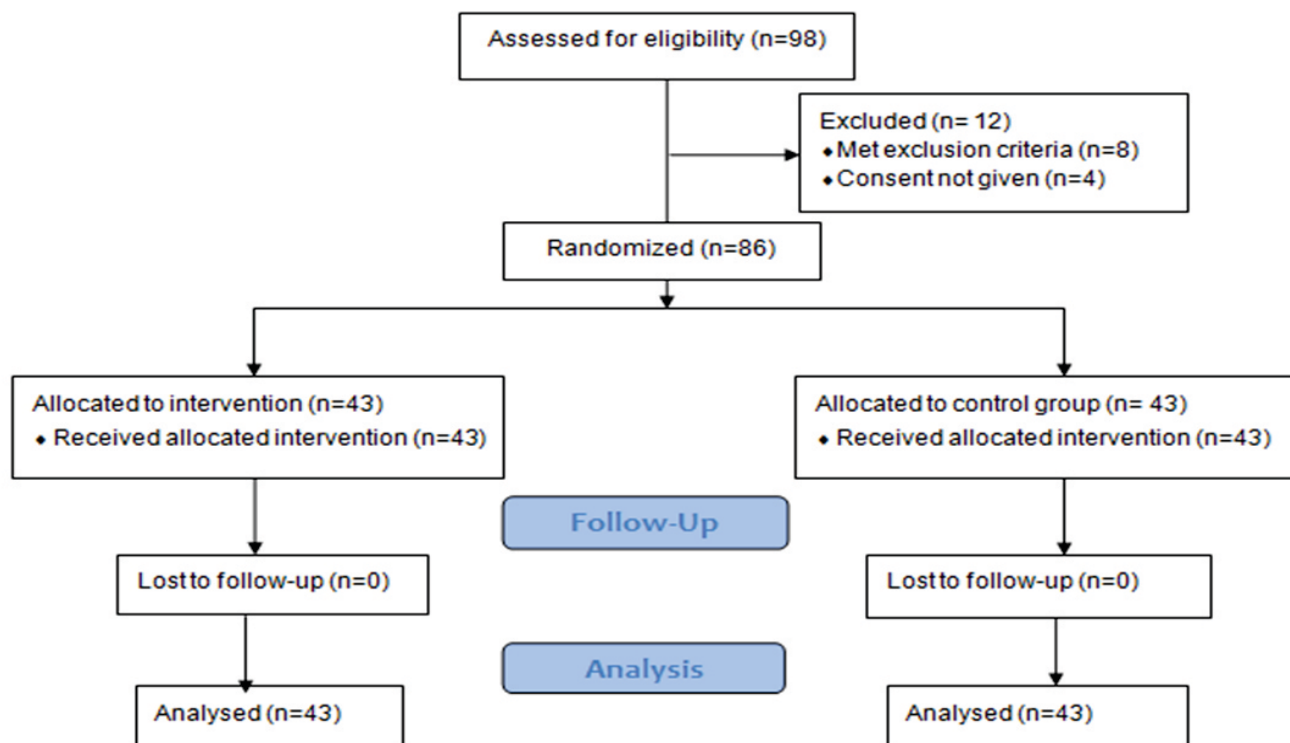 Assessed for eligibility (n=98)
Excluded (n= 12)
⬥ Met exclusion criteria (n=8)
⬥ Consent not given (n=4)
Randomized (n=86)
Allocated to intervention (n=43)
⬥ Received allocated intervention (n=43)
Allocated to control group (n= 43)
⬥ Received allocated intervention (n=43)
Follow-Up
Lost to follow-up (n=0)
Lost to follow-up (n=0)
Analysis
Analysed (n=43)
Analysed (n=43)